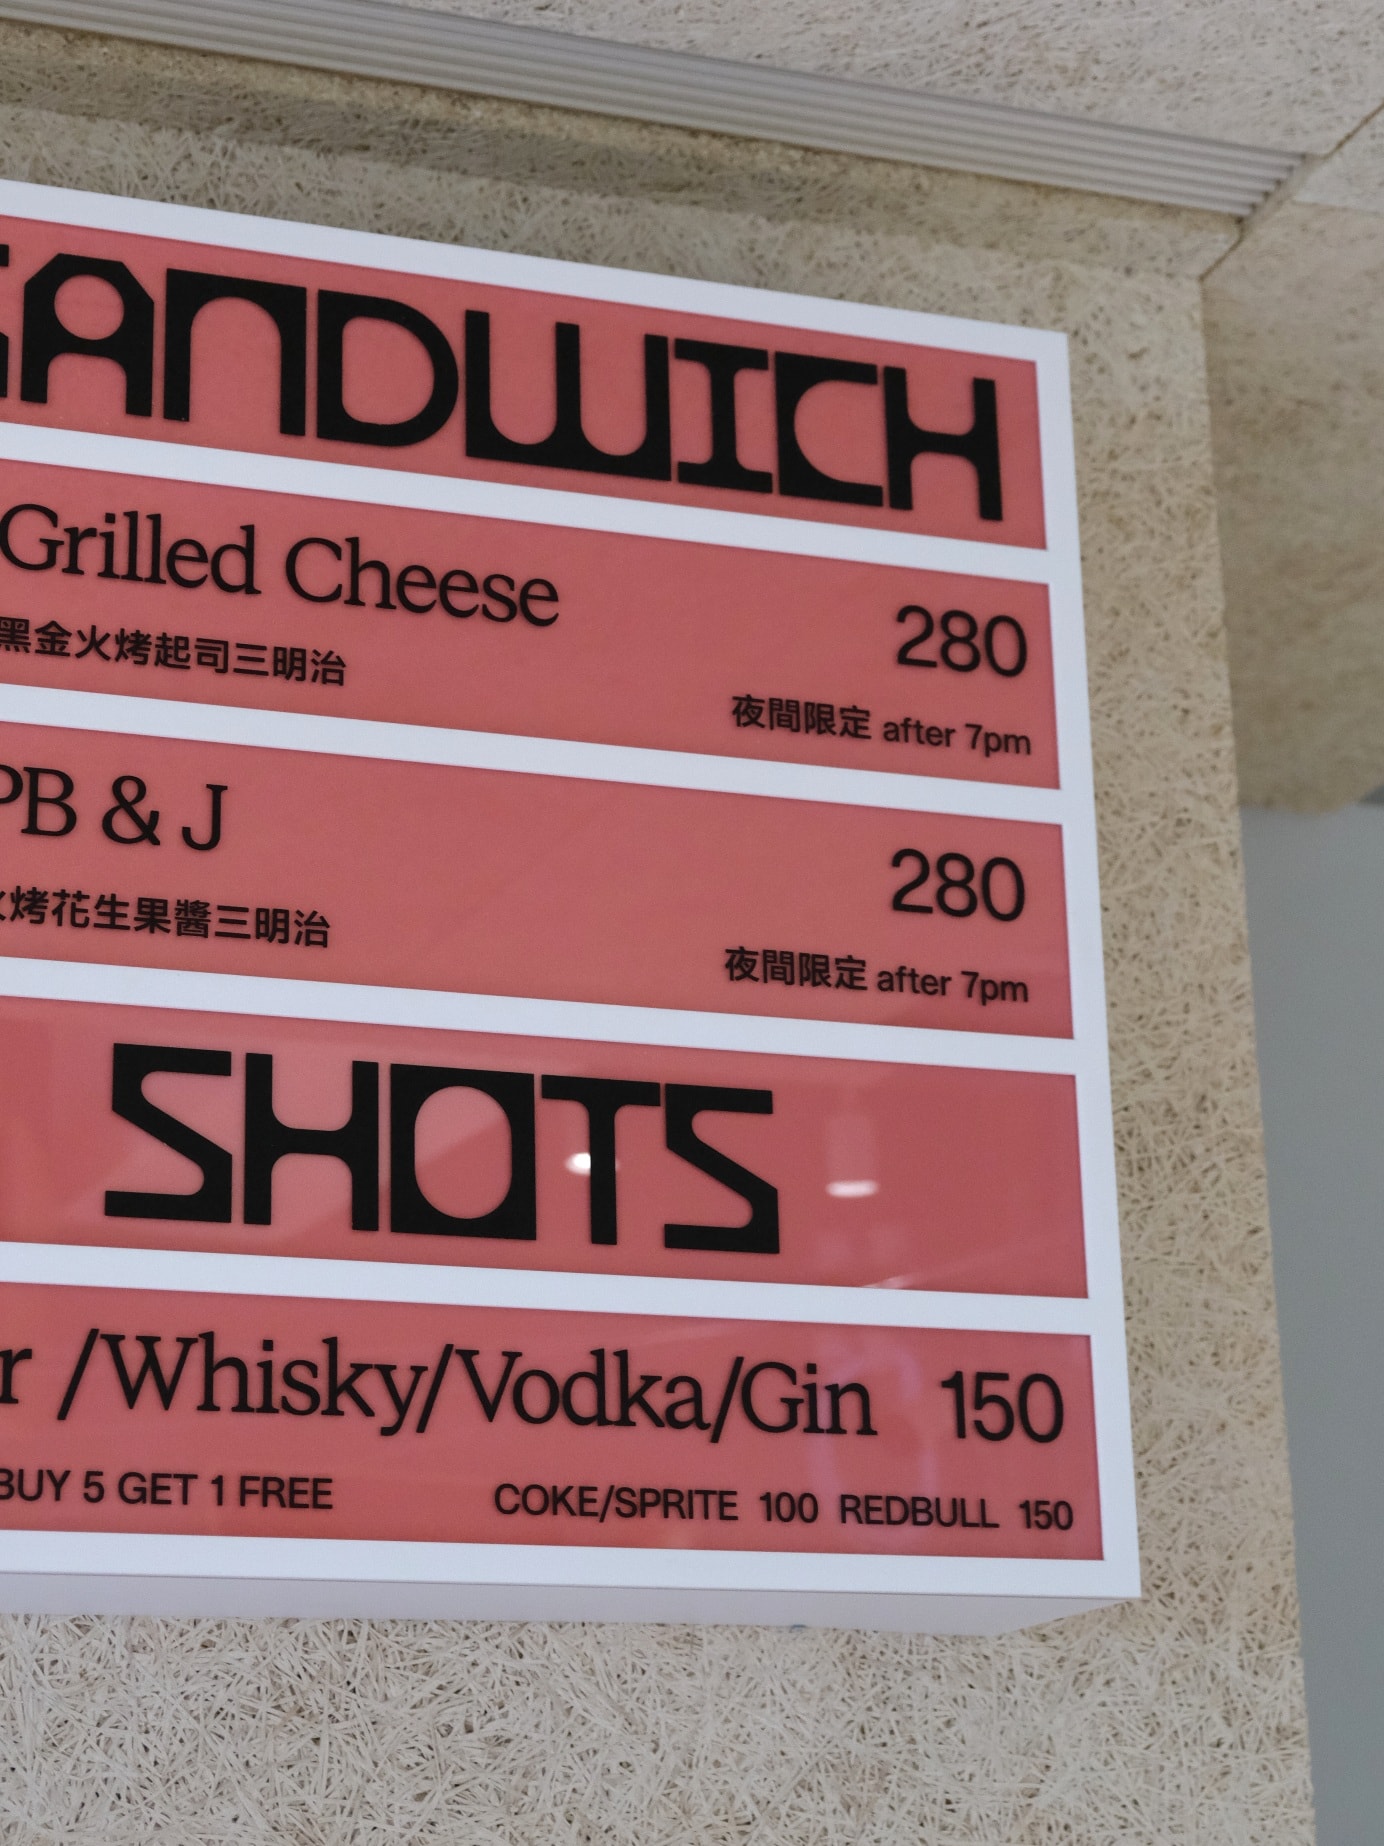 SANDWICH
Grilled Cheese 280
黑金火烤起司三明治 夜間限定 after 7pm
PB & J 280
火烤花生果醬三明治 夜間限定 after 7pm
SHOTS
r /Whisky/Vodka/Gin 150
BUY 5 GET 1 FREE COKE/SPRITE 100 REDBULL 150